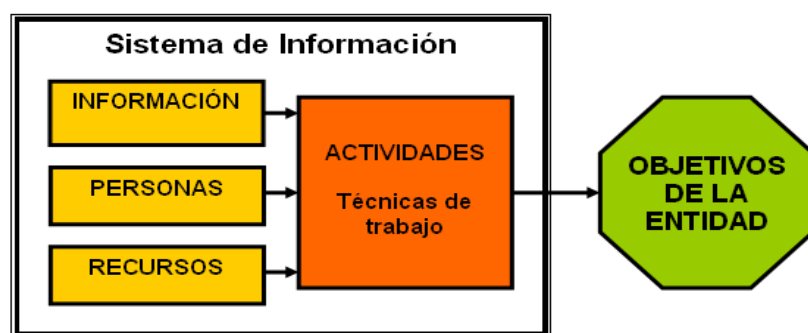 Sistema de Información
INFORMACIÓN
PERSONAS
RECURSOS
ACTIVIDADES
Técnicas de
trabajo
OBJETIVOS
DE LA
ENTIDAD